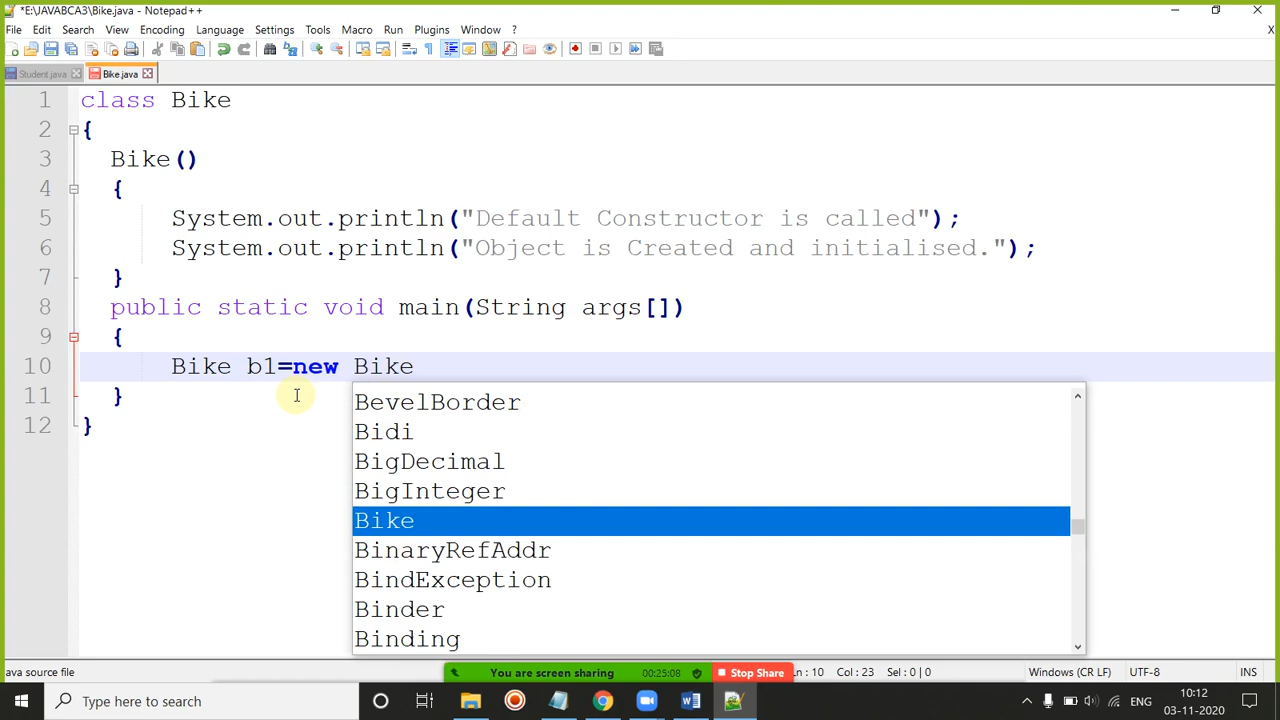 *E:\JAVABCA3\Bike.java - Notepad++
File Edit Search View Encoding Language Settings Tools Macro Run Plugins Window ? X
Student.java Bike.java
1 class Bike
2 {
3 Bike()
4 {
5 System.out.println("Default Constructor is called");
6 System.out.println("Object is Created and initialised.");
7 }
8 public static void main(String args[])
9 {
10 Bike b1=new Bike
11 }
12 }
BevelBorder
Bidi
BigDecimal
BigInteger
Bike
BinaryRefAddr
BindException
Binder
Binding
ava source file You are screen sharing 00:25:08 Stop Share Ln : 10 Col : 23 Sel : 0 | 0 Windows (CR LF) UTF-8 INS
Type here to search ENG 10:12
03-11-2020